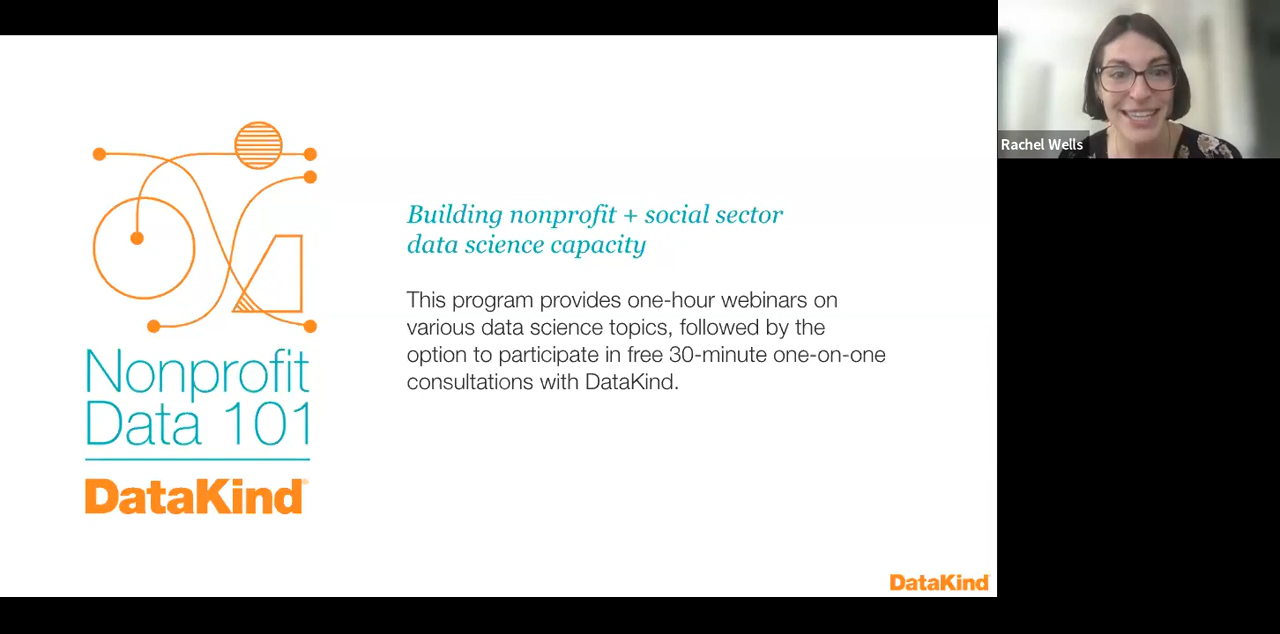 Building nonprofit + social sector
data science capacity
This program provides one-hour webinars on
various data science topics, followed by the
option to participate in free 30-minute one-on-one
consultations with DataKind.
Nonprofit
Data 101
DataKind
DataKind
Rachel Wells